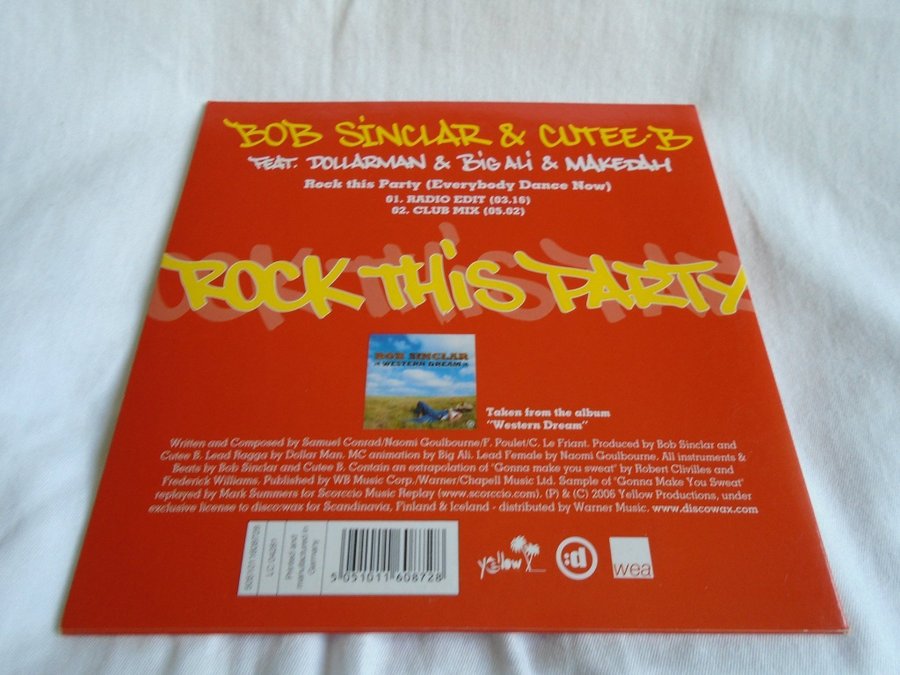 BOB SINCLAR & CUTEE-B
FEAT. DOLLARMAN & BIG ALI & MAKEDAH
Rock this Party (Everybody Dance Now)
01. RADIO EDIT (03.16)
02. CLUB MIX (05.02)
ROCK THIS PARTY
BOB SINCLAR
WESTERN DREAM
Taken from the album
"Western Dream"
Written and Composed by Samuel Conrad/Naomi Goulbourne/F. Poulet/C. Le Friant. Produced by Bob Sinclar and
Cutee B. Lead Ragga by Dollar Man. MC animation by Big Ali. Lead Female by Naomi Goulbourne. All instruments &
Beats by Bob Sinclar and Cutee B. Contain an extrapolation of "Gonna make you sweat" by Robert Clivilles and
Frederick Williams. Published by WB Music Corp./Warner/Chapell Music Ltd. Sample of "Gonna Make You Sweat"
replayed by Mark Summers for Scorccio Music Replay (www.scorccio.com). (P) & (C) 2006 Yellow Productions, under
exclusive license to disco:wax for Scandinavia, Finland & Iceland - distributed by Warner Music. www.discowax.com
Printed and
manufactured in
Germany
5 051011 608728
yellow
:d
wea